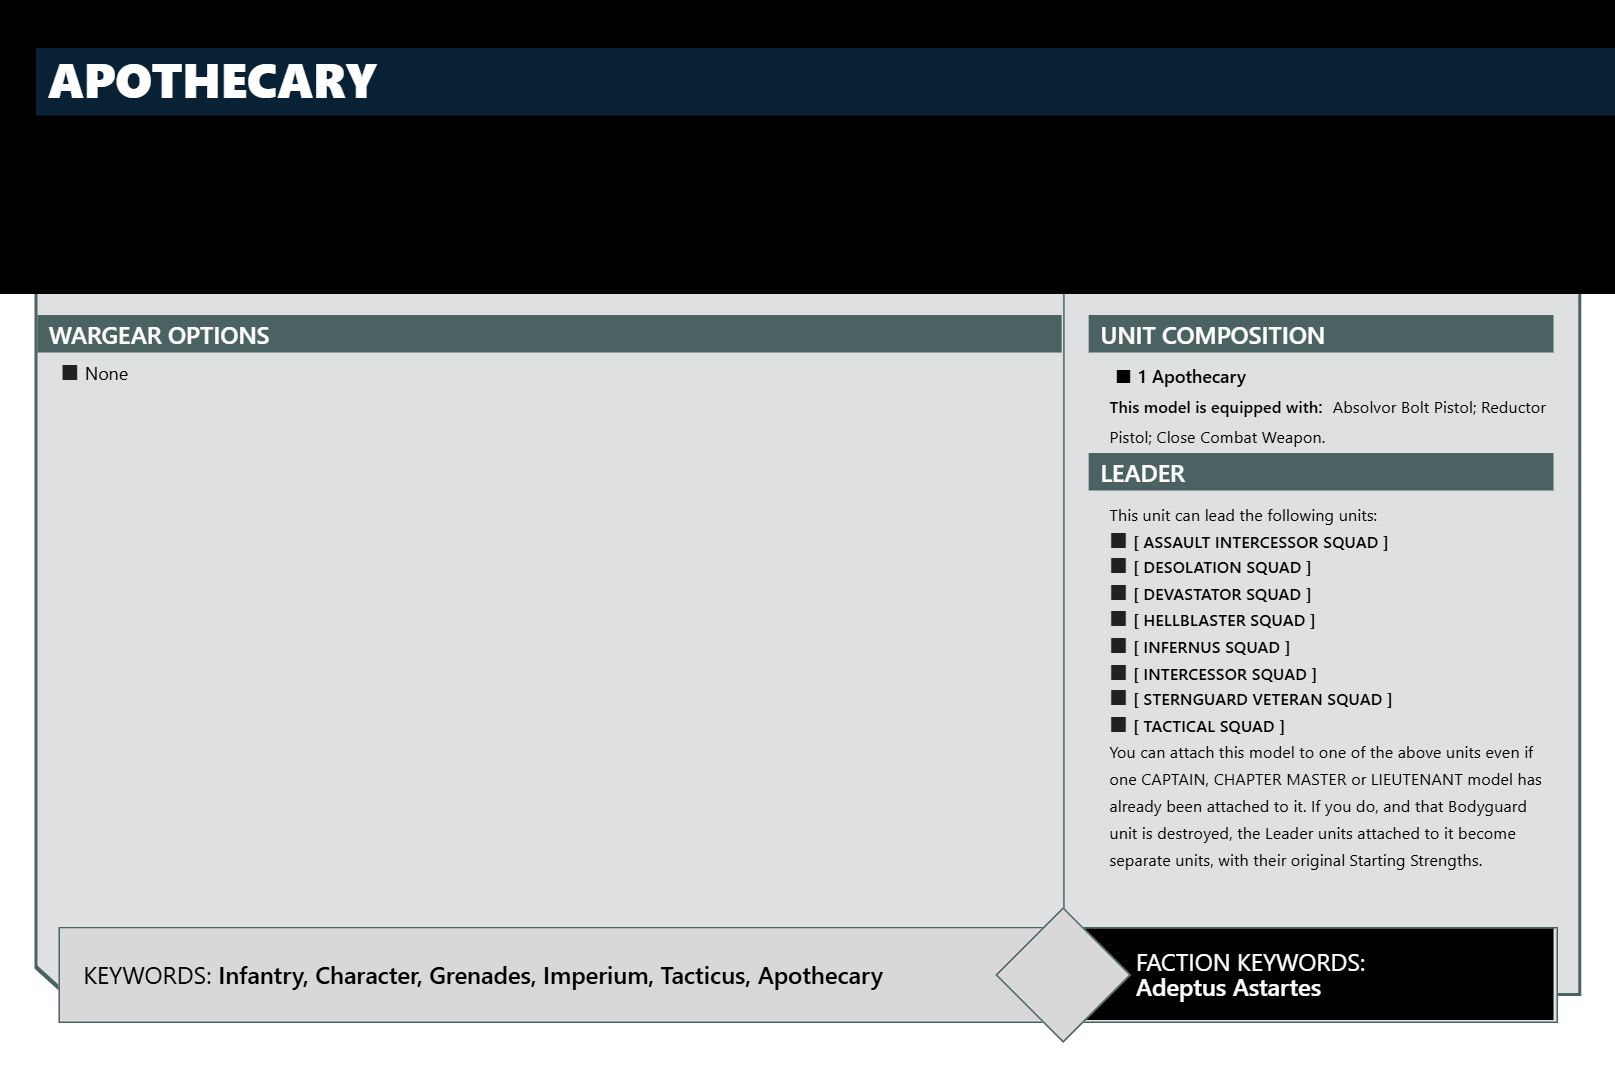 APOTHECARY
WARGEAR OPTIONS
None
UNIT COMPOSITION
1 Apothecary
This model is equipped with: Absolvor Bolt Pistol; Reductor
Pistol; Close Combat Weapon.
LEADER
This unit can lead the following units:
[ ASSAULT INTERCESSOR SQUAD ]
[ DESOLATION SQUAD ]
[ DEVASTATOR SQUAD ]
[ HELLBLASTER SQUAD ]
[ INFERNUS SQUAD ]
[ INTERCESSOR SQUAD ]
[ STERNGUARD VETERAN SQUAD ]
[ TACTICAL SQUAD ]
You can attach this model to one of the above units even if
one CAPTAIN, CHAPTER MASTER or LIEUTENANT model has
already been attached to it. If you do, and that Bodyguard
unit is destroyed, the Leader units attached to it become
separate units, with their original Starting Strengths.
KEYWORDS: Infantry, Character, Grenades, Imperium, Tacticus, Apothecary
FACTION KEYWORDS:
Adeptus Astartes